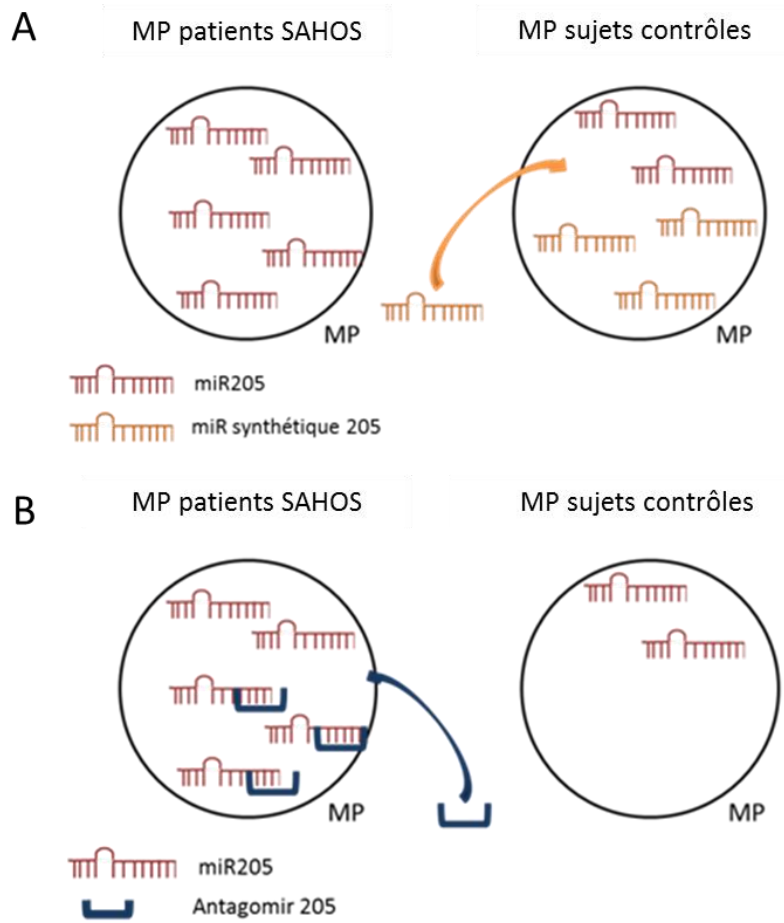 A
MP patients SAHOS
MP sujets contrôles
MP
MP
miR205
miR synthétique 205
B
MP patients SAHOS
MP sujets contrôles
MP
MP
miR205
Antagomir 205